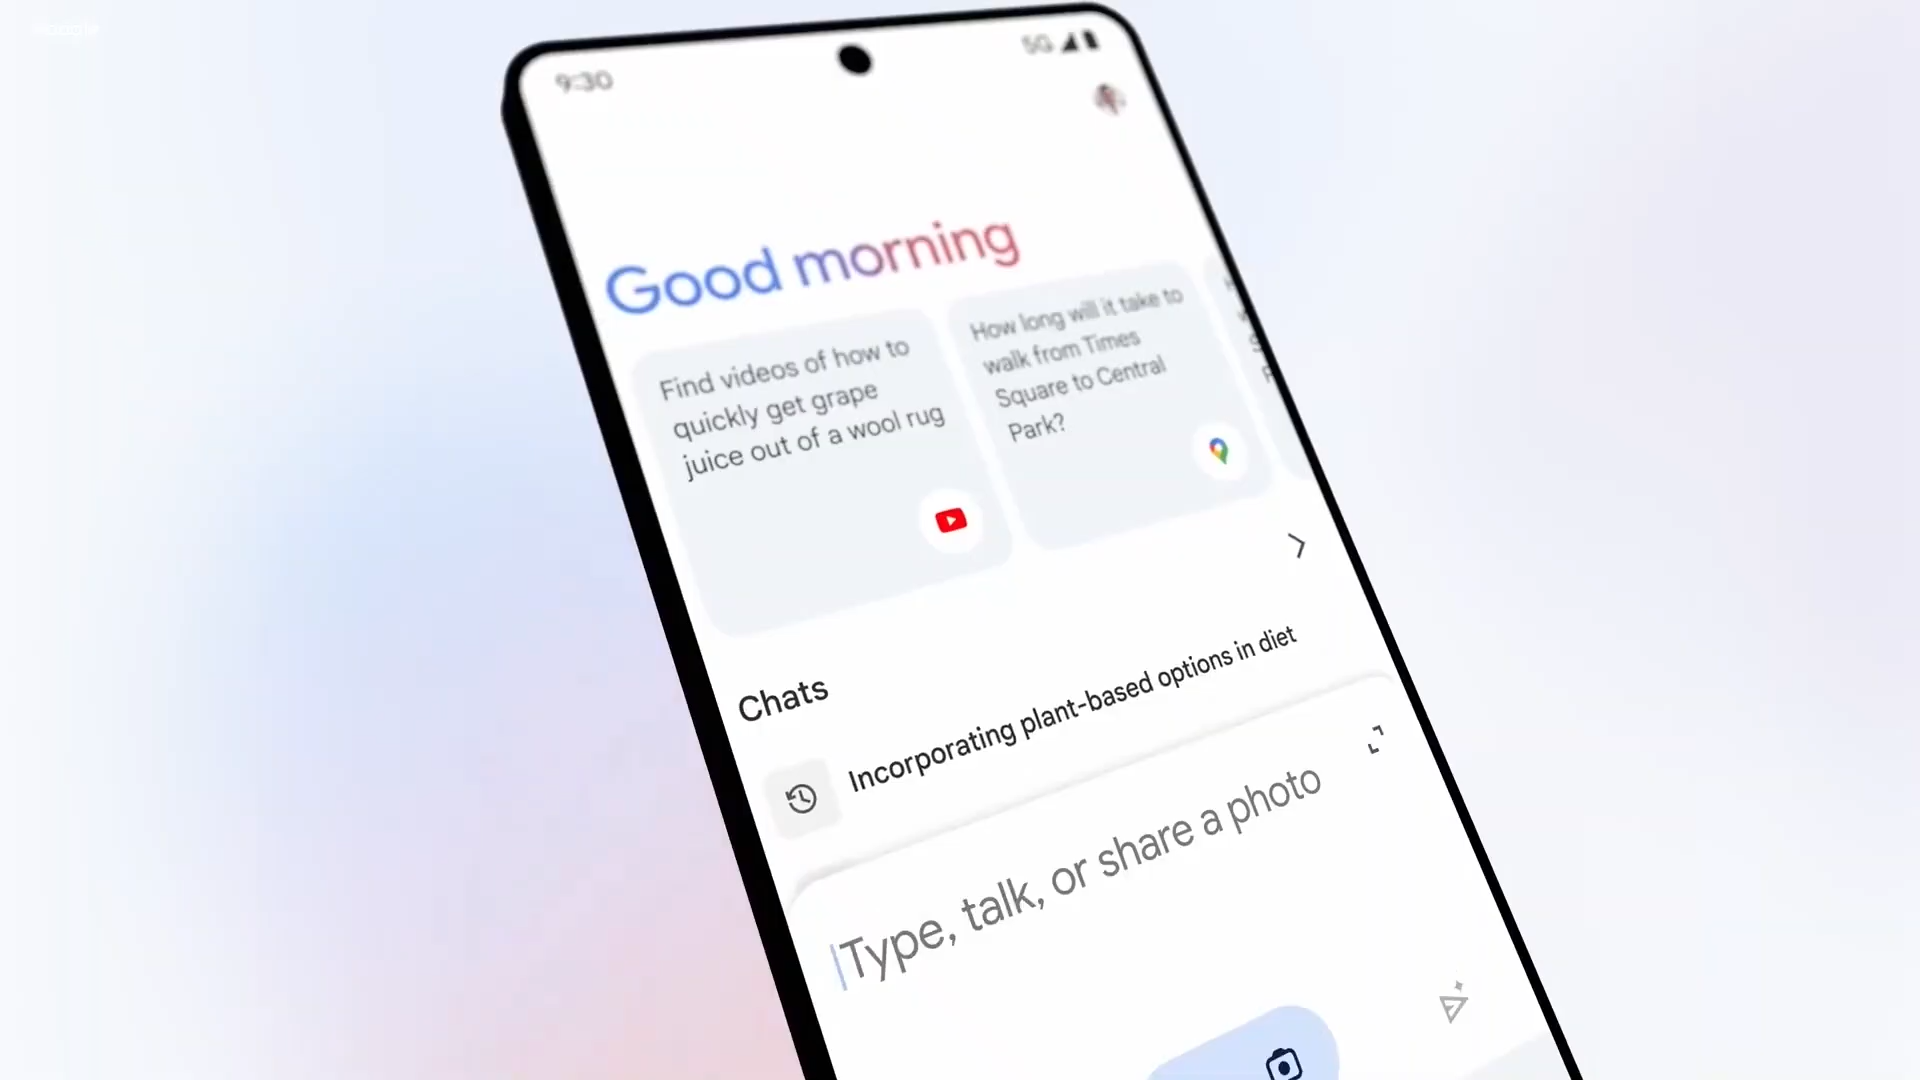 9:30
5G
Good morning
Find videos of how to
quickly get grape
juice out of a wool rug
How long will it take to
walk from Times
Square to Central
Park?
Chats
Incorporating plant-based options in diet
Type, talk, or share a photo